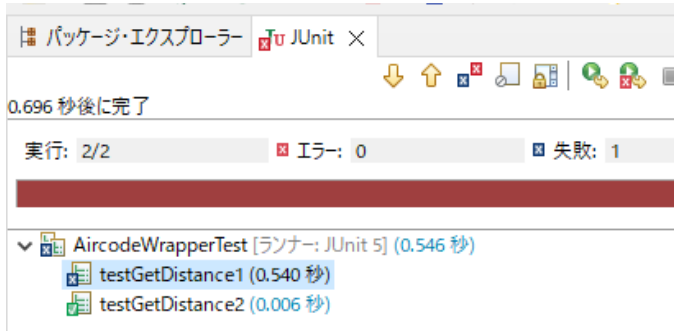 パッケージ・エクスプローラー JUnit
0.696 秒後に完了
実行: 2/2 エラー: 0 失敗: 1
AircodeWrapperTest [ランナー: JUnit 5] (0.546 秒)
testGetDistance1 (0.540 秒)
testGetDistance2 (0.006 秒)